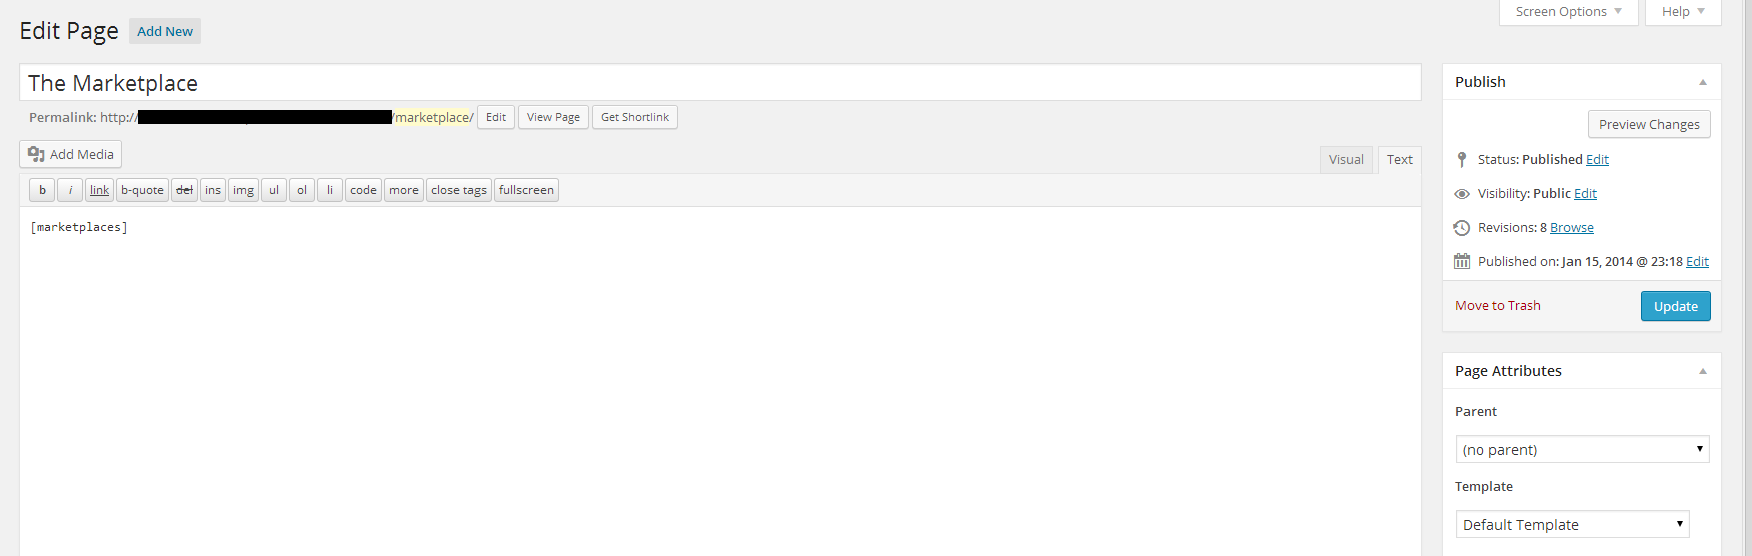 Screen Options Help
Edit Page Add New
The Marketplace
Permalink: http:// /marketplace/ Edit View Page Get Shortlink
Add Media
Visual Text
b i link b-quote del ins img ul ol li code more close tags fullscreen
[marketplaces]
Publish
Preview Changes
Status: Published Edit
Visibility: Public Edit
Revisions: 8 Browse
Published on: Jan 15, 2014 @ 23:18 Edit
Move to Trash Update
Page Attributes
Parent
(no parent)
Template
Default Template